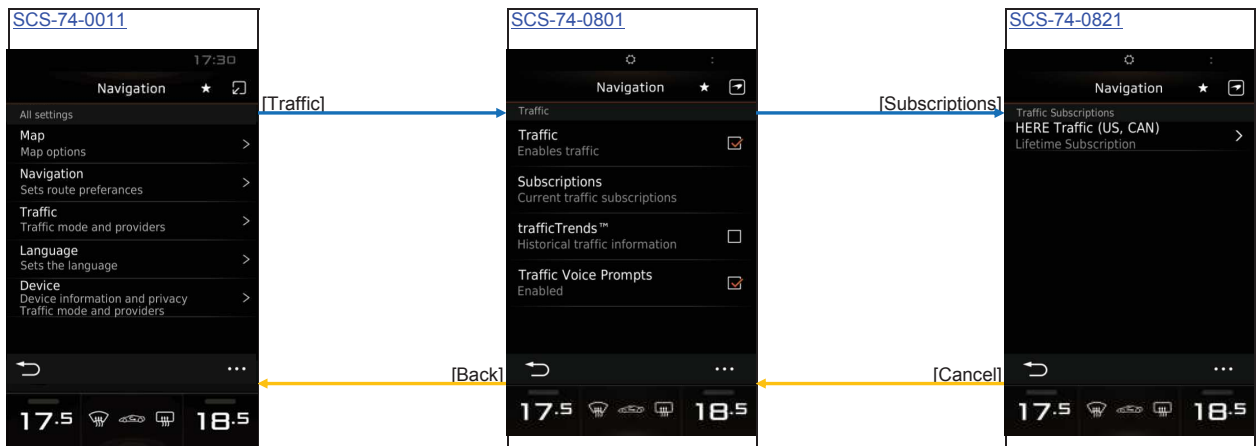 SCS-74-0011
17:30
Navigation
All settings
Map
Map options
Navigation
Sets route preferances
Traffic
Traffic mode and providers
Language
Sets the language
Device
Device information and privacy
Traffic mode and providers
17.5
18.5
[Traffic]
[Back]
SCS-74-0801
Navigation
Traffic
Traffic
Enables traffic
Subscriptions
Current traffic subscriptions
trafficTrends™
Historical traffic information
Traffic Voice Prompts
Enabled
17.5
18.5
[Subscriptions]
[Cancel]
SCS-74-0821
Navigation
Traffic Subscriptions
HERE Traffic (US, CAN)
Lifetime Subscription
17.5
18.5